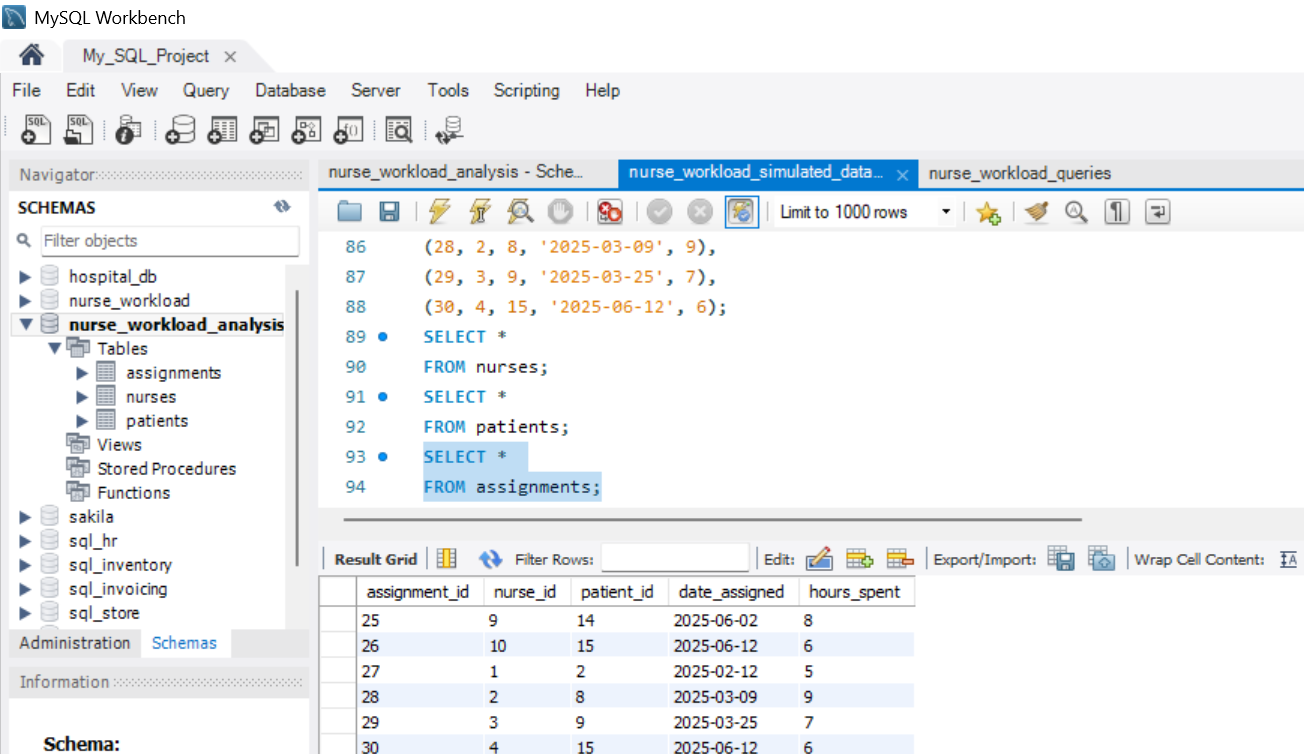 MySQL Workbench
My_SQL_Project
File Edit View Query Database Server Tools Scripting Help
SQL SQL
Navigator
SCHEMAS
Filter objects
hospital_db
nurse_workload
nurse_workload_analysis
Tables
assignments
nurses
patients
Views
Stored Procedures
Functions
sakila
sql_hr
sql_inventory
sql_invoicing
sql_store
Administration Schemas
Information
Schema:
nurse_workload_analysis - Sche... nurse_workload_simulated_data... nurse_workload_queries
Limit to 1000 rows
86 (28, 2, 8, '2025-03-09', 9),
87 (29, 3, 9, '2025-03-25', 7),
88 (30, 4, 15, '2025-06-12', 6);
89 SELECT *
90 FROM nurses;
91 SELECT *
92 FROM patients;
93 SELECT *
94 FROM assignments;
Result Grid Filter Rows: Edit: Export/Import: Wrap Cell Content:
assignment_id nurse_id patient_id date_assigned hours_spent
25 9 14 2025-06-02 8
26 10 15 2025-06-12 6
27 1 2 2025-02-12 5
28 2 8 2025-03-09 9
29 3 9 2025-03-25 7
30 4 15 2025-06-12 6